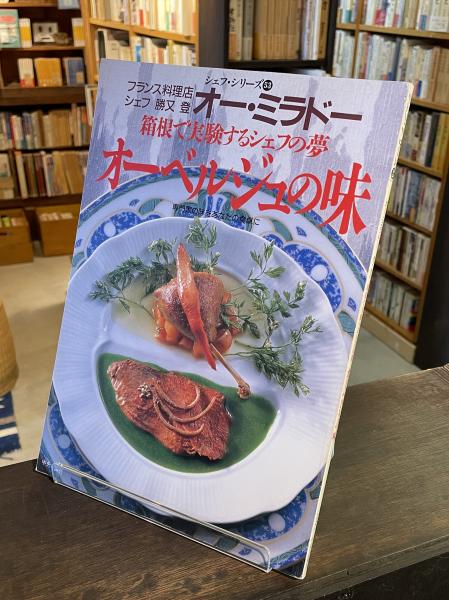 シェフ・シリーズ53
フランス料理店
シェフ 勝又 登
オー・ミラドー
箱根で実験するシェフの夢
オーベルジュの味